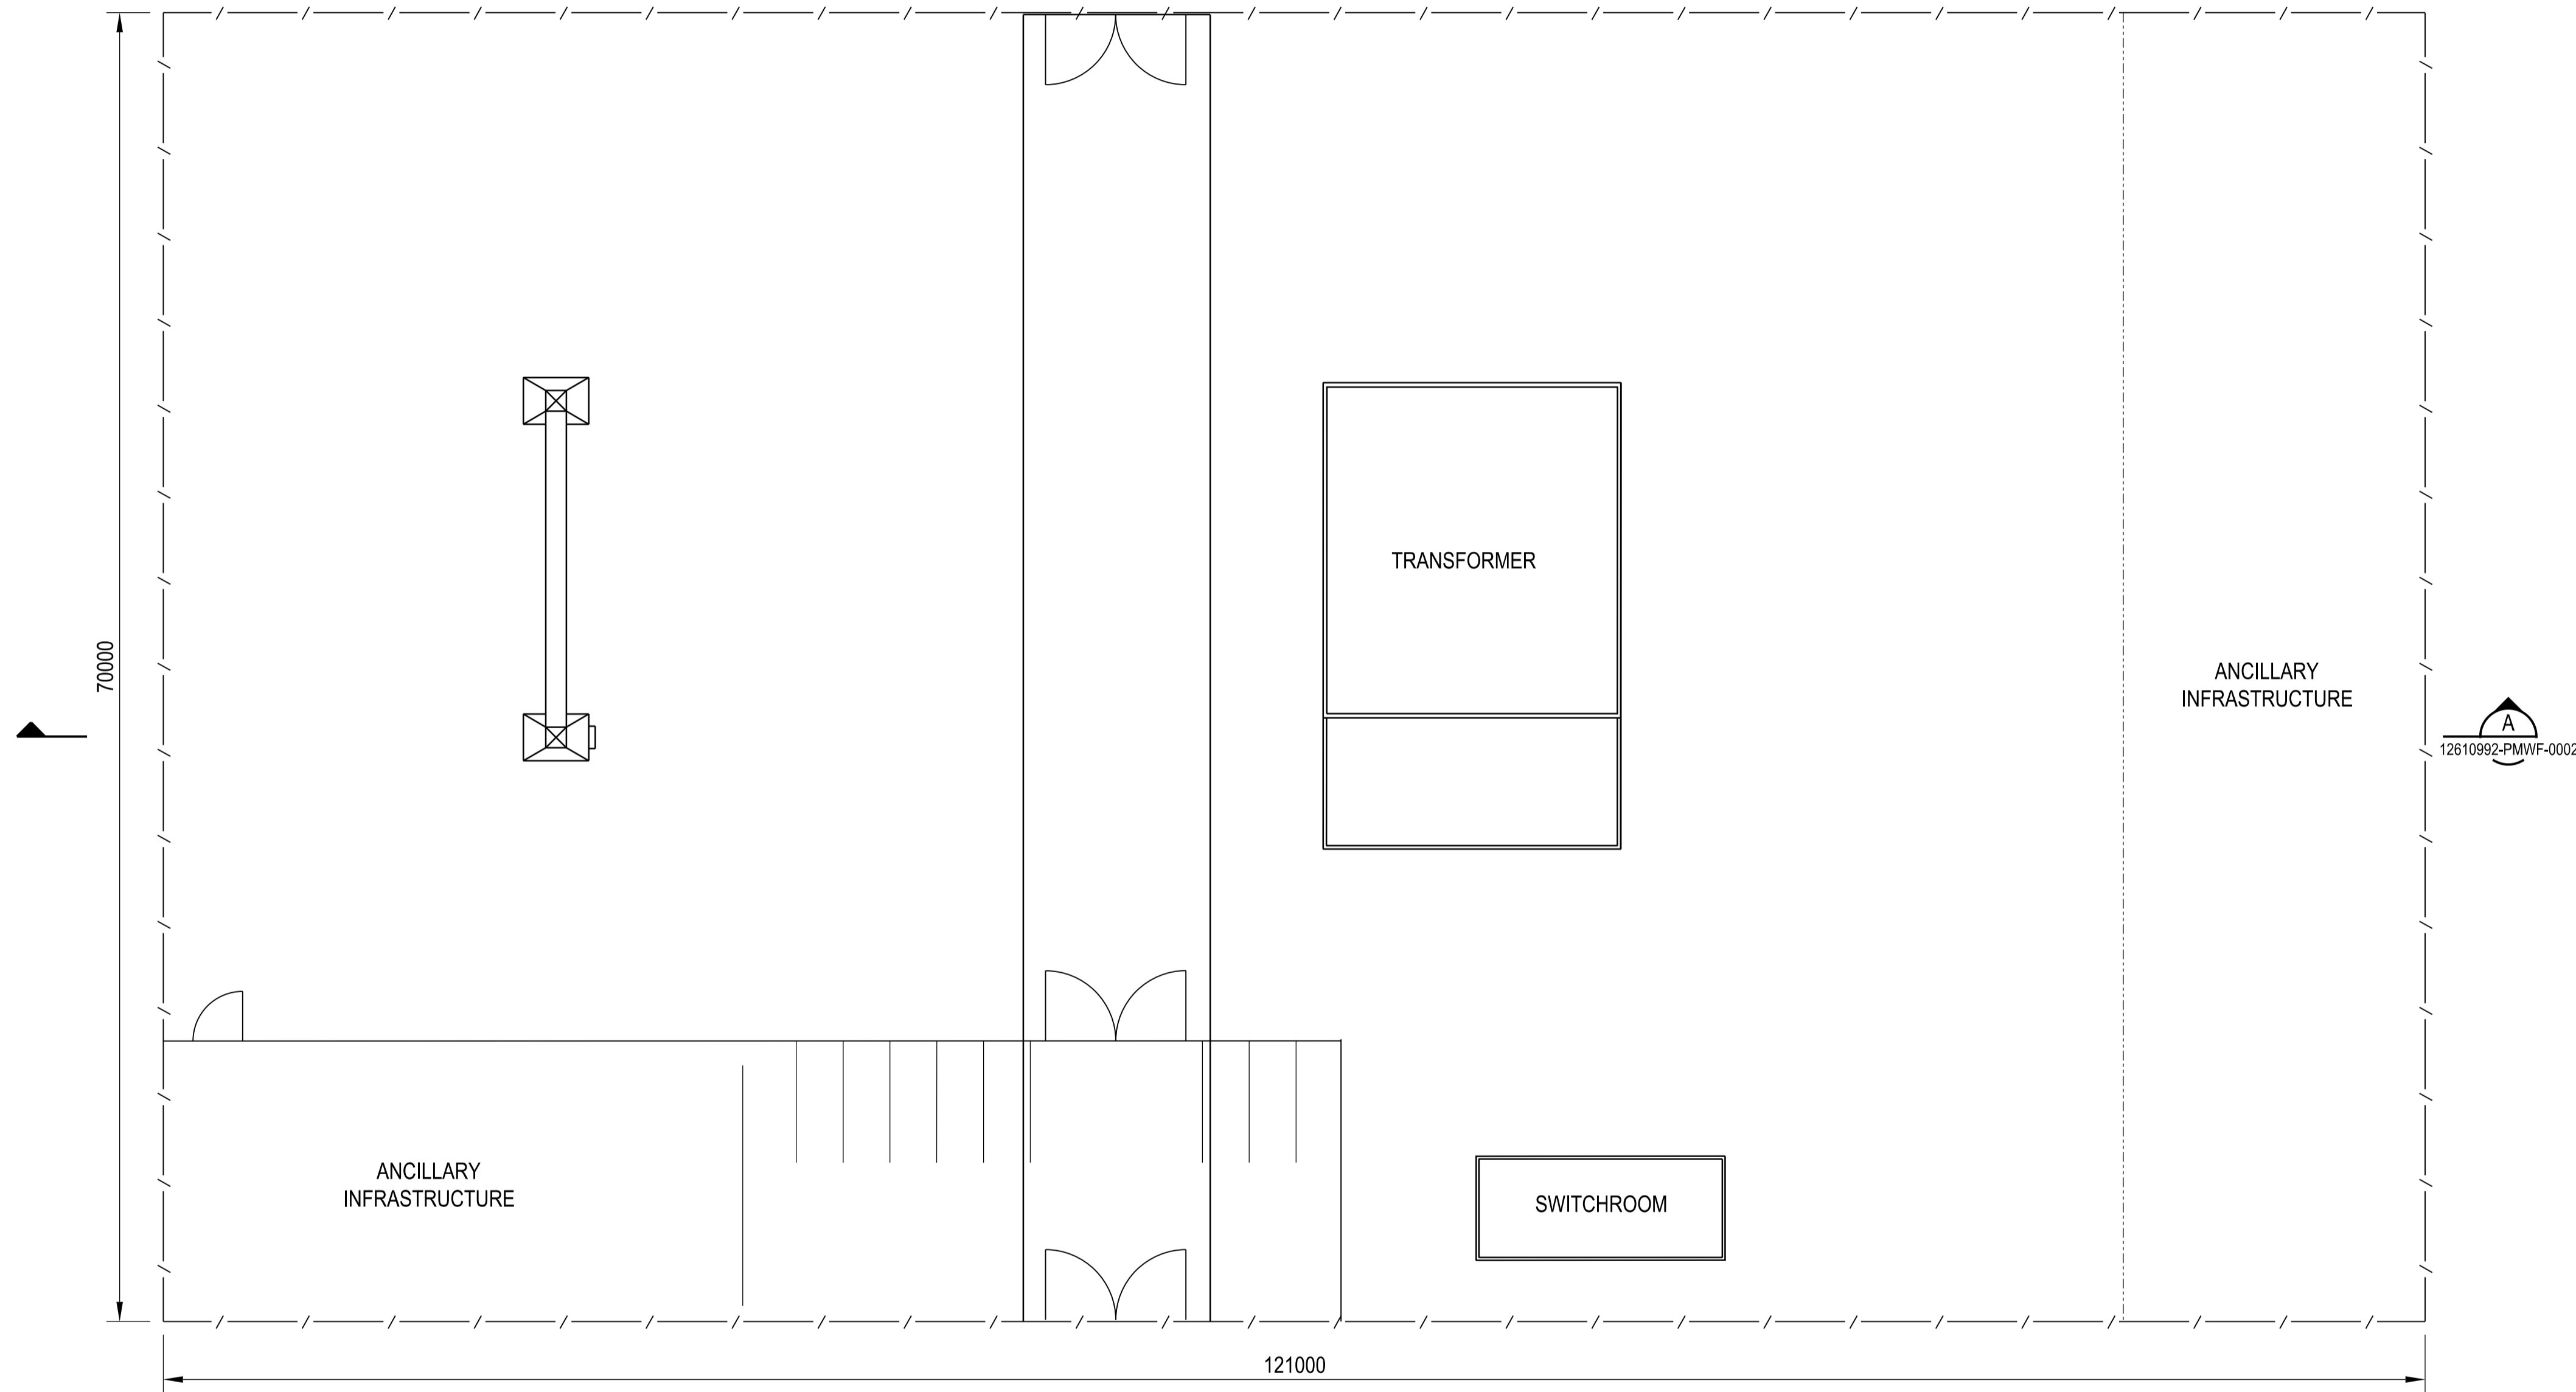 TRANSFORMER
70000
ANCILLARY
INFRASTRUCTURE
A
12610992-PMWF-0002
ANCILLARY
INFRASTRUCTURE
SWITCHROOM
121000